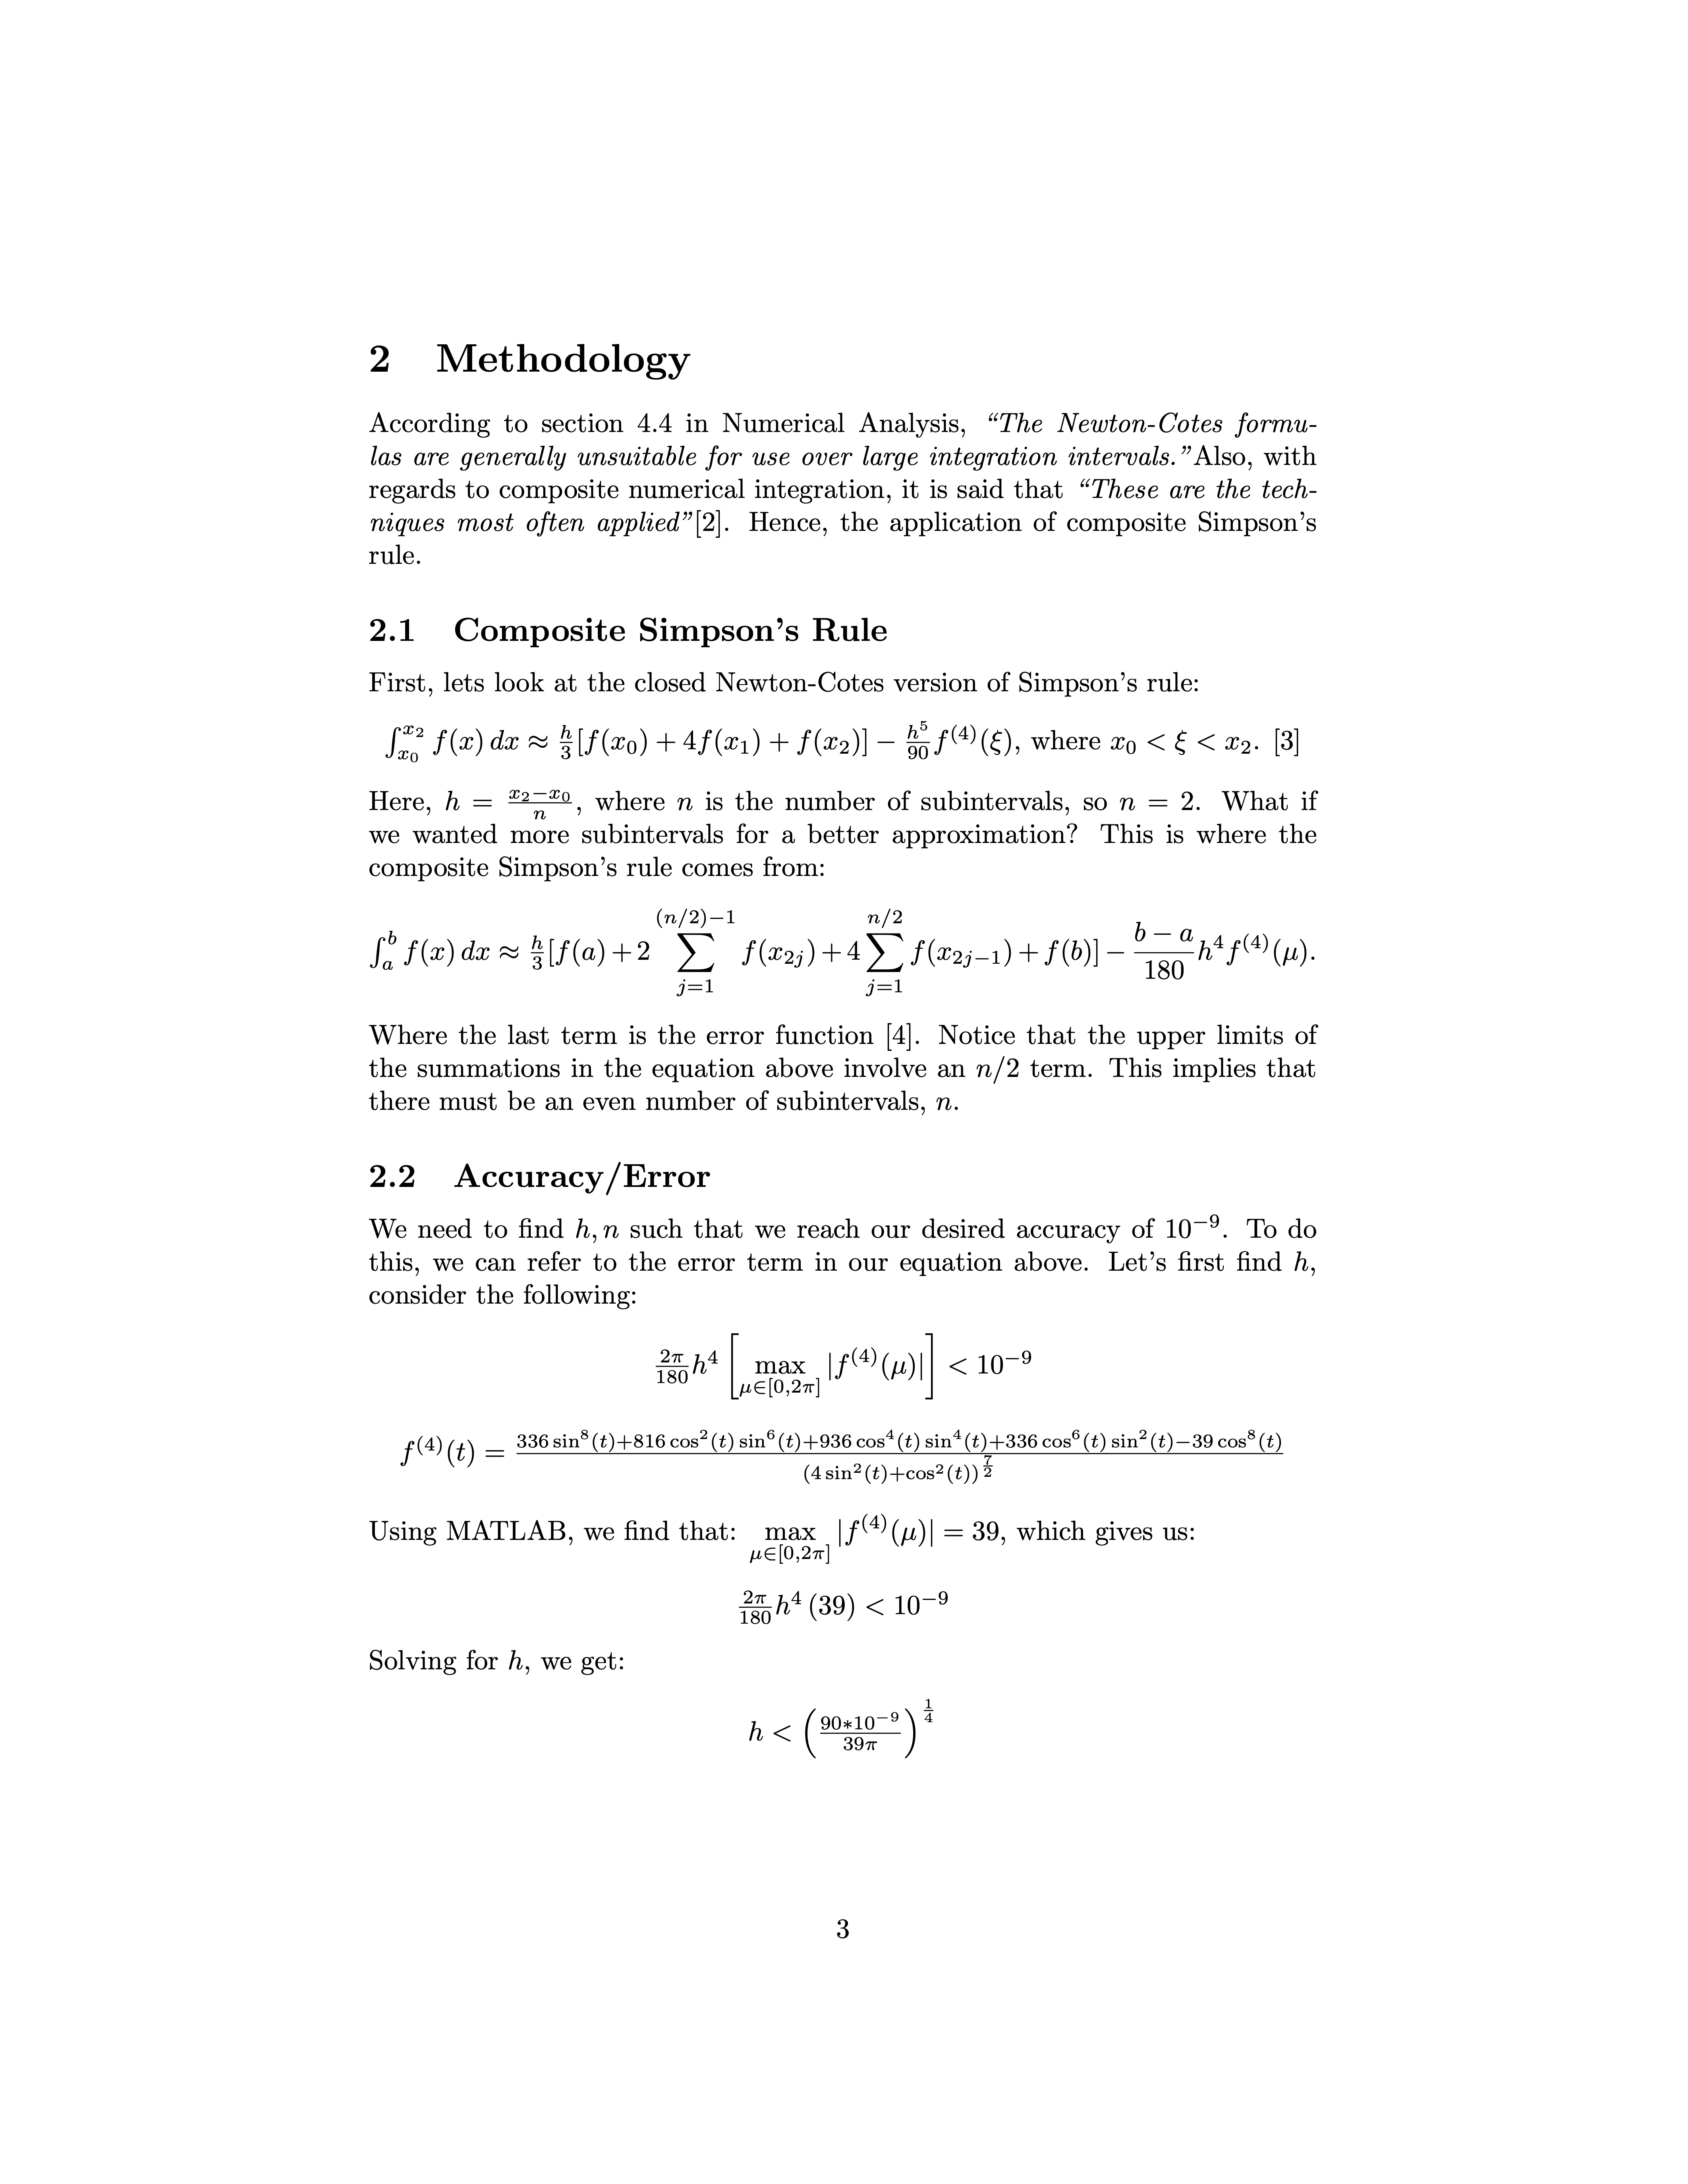 2 Methodology
According to section 4.4 in Numerical Analysis, “The Newton-Cotes formu-
las are generally unsuitable for use over large integration intervals.”Also, with
regards to composite numerical integration, it is said that “These are the tech-
niques most often applied”[2]. Hence, the application of composite Simpson’s
rule.
2.1 Composite Simpson’s Rule
First, lets look at the closed Newton-Cotes version of Simpson’s rule:
$\int_{x_0}^{x_2} f(x)\,dx \approx \frac{h}{3}[f(x_0) + 4f(x_1) + f(x_2)] - \frac{h^5}{90} f^{(4)}(\xi)$, where $x_0 < \xi < x_2$. [3]
Here, $h = \frac{x_2 - x_0}{n}$, where $n$ is the number of subintervals, so $n = 2$. What if
we wanted more subintervals for a better approximation? This is where the
composite Simpson’s rule comes from:
$\int_a^b f(x)\,dx \approx \frac{h}{3}[f(a) + 2\sum_{j=1}^{(n/2)-1} f(x_{2j}) + 4\sum_{j=1}^{n/2} f(x_{2j-1}) + f(b)] - \frac{b-a}{180} h^4 f^{(4)}(\mu).$
Where the last term is the error function [4]. Notice that the upper limits of
the summations in the equation above involve an $n/2$ term. This implies that
there must be an even number of subintervals, $n$.
2.2 Accuracy/Error
We need to find $h, n$ such that we reach our desired accuracy of $10^{-9}$. To do
this, we can refer to the error term in our equation above. Let’s first find $h$,
consider the following:
$\frac{2\pi}{180} h^4 \left[ \max_{\mu \in [0,2\pi]} |f^{(4)}(\mu)| \right] < 10^{-9}$
$f^{(4)}(t) = \frac{336\sin^8(t)+816\cos^2(t)\sin^6(t)+936\cos^4(t)\sin^4(t)+336\cos^6(t)\sin^2(t)-39\cos^8(t)}{(4\sin^2(t)+\cos^2(t))^{\frac{7}{2}}}$
Using MATLAB, we find that: $\max_{\mu \in [0,2\pi]} |f^{(4)}(\mu)| = 39$, which gives us:
$\frac{2\pi}{180} h^4 (39) < 10^{-9}$
Solving for $h$, we get:
$h < \left( \frac{90*10^{-9}}{39\pi} \right)^{\frac{1}{4}}$
3